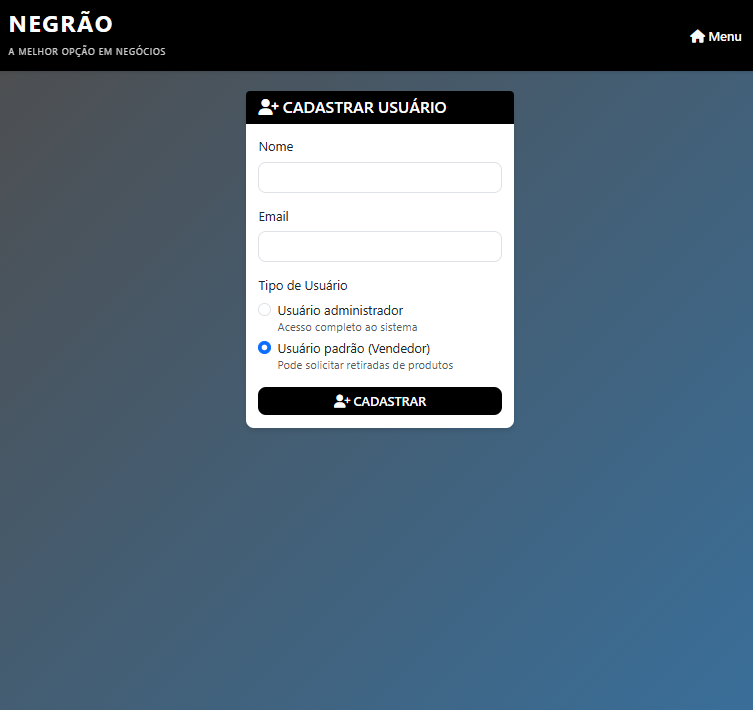 NEGRÃO
A MELHOR OPÇÃO EM NEGÓCIOS
Menu
CADASTRAR USUÁRIO
Nome
Email
Tipo de Usuário
Usuário administrador
Acesso completo ao sistema
Usuário padrão (Vendedor)
Pode solicitar retiradas de produtos
CADASTRAR